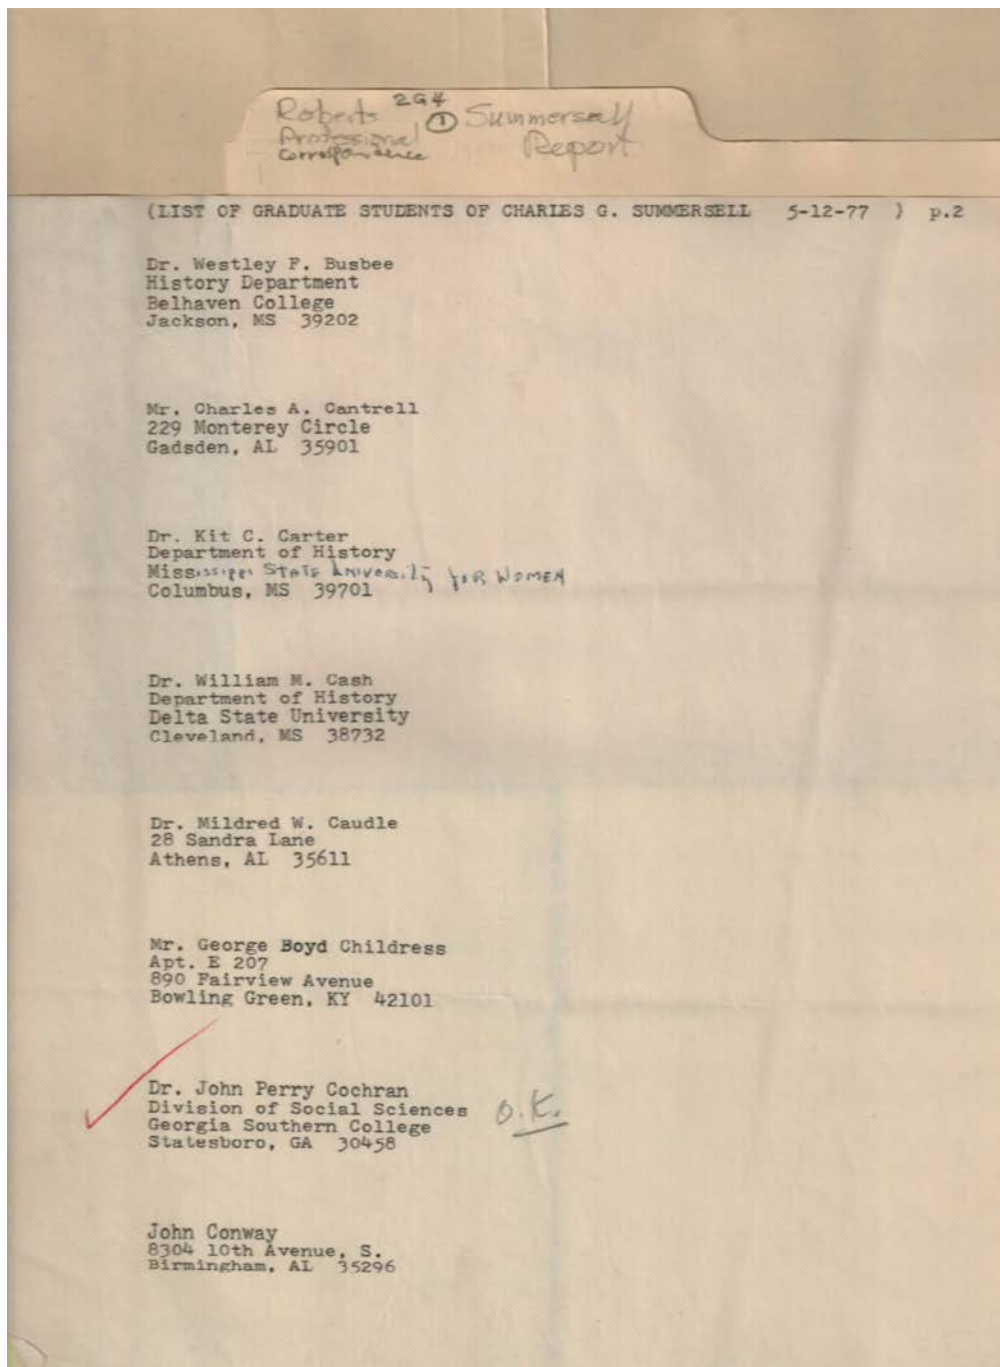 Roberts 2G4 ① Summersell
Professional Report
Correspondence
(LIST OF GRADUATE STUDENTS OF CHARLES G. SUMMERSELL 5-12-77 ) p.2
Dr. Westley F. Busbee
History Department
Belhaven College
Jackson, MS 39202
Mr. Charles A. Cantrell
229 Monterey Circle
Gadsden, AL 35901
Dr. Kit C. Carter
Department of History
Mississippi STATE University FOR WOMEN
Columbus, MS 39701
Dr. William M. Cash
Department of History
Delta State University
Cleveland, MS 38732
Dr. Mildred W. Caudle
28 Sandra Lane
Athens, AL 35611
Mr. George Boyd Childress
Apt. E 207
890 Fairview Avenue
Bowling Green, KY 42101
Dr. John Perry Cochran
Division of Social Sciences O.K.
Georgia Southern College
Statesboro, GA 30458
John Conway
8304 10th Avenue, S.
Birmingham, AL 35296